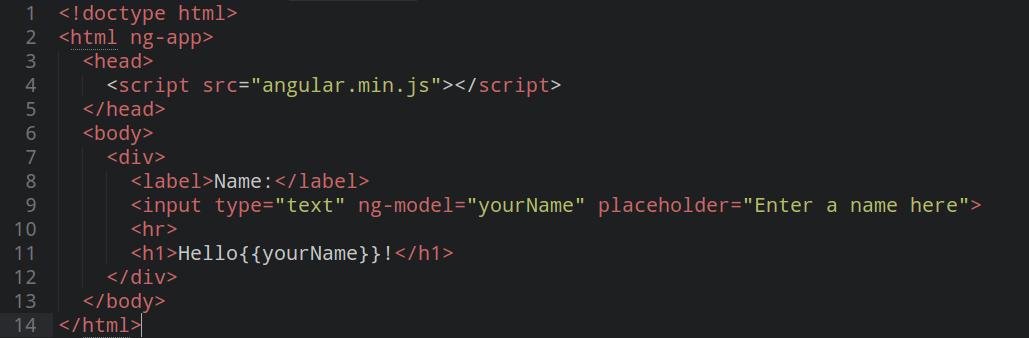 1 <!doctype html>
2 <html ng-app>
3   <head>
4     <script src="angular.min.js"></script>
5   </head>
6   <body>
7     <div>
8       <label>Name:</label>
9       <input type="text" ng-model="yourName" placeholder="Enter a name here">
10       <hr>
11       <h1>Hello{{yourName}}!</h1>
12     </div>
13   </body>
14 </html>